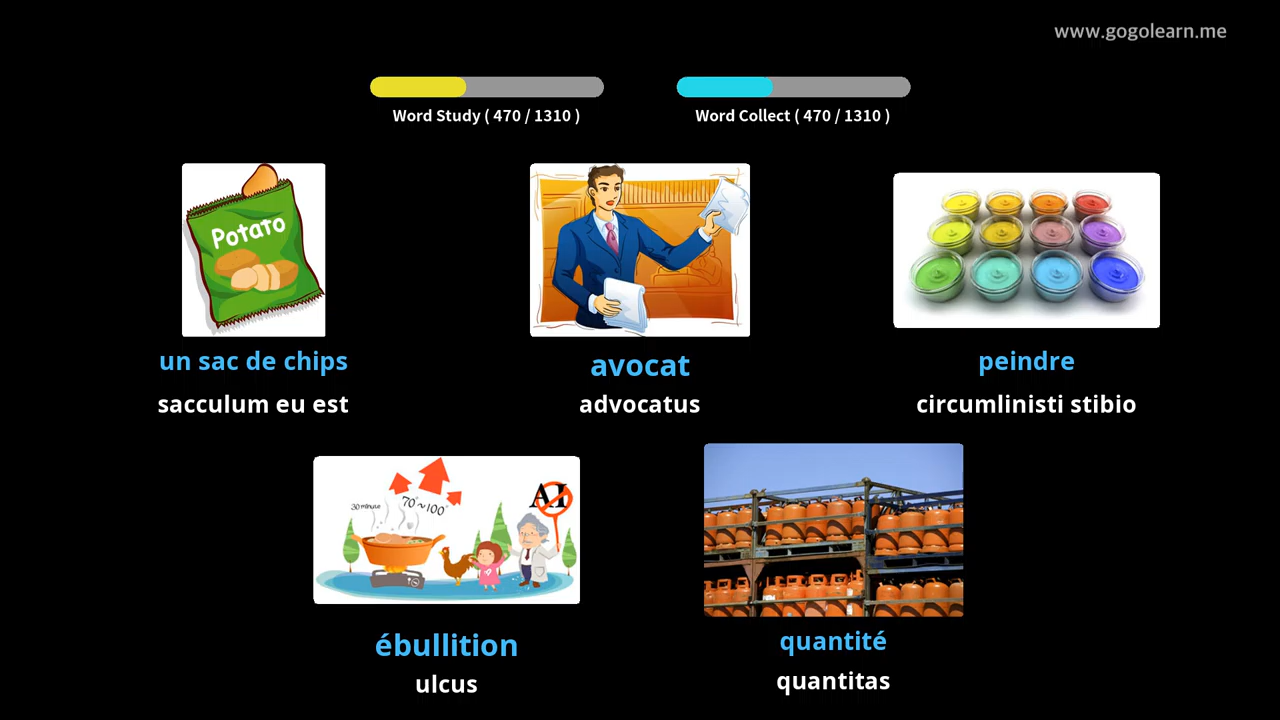 www.gogolearn.me
Word Study ( 470 / 1310 )
Word Collect ( 470 / 1310 )
Potato
un sac de chips
sacculum eu est
avocat
advocatus
peindre
circumlinisti stibio
30 minute
70°~100°
AI
ébullition
ulcus
quantité
quantitas